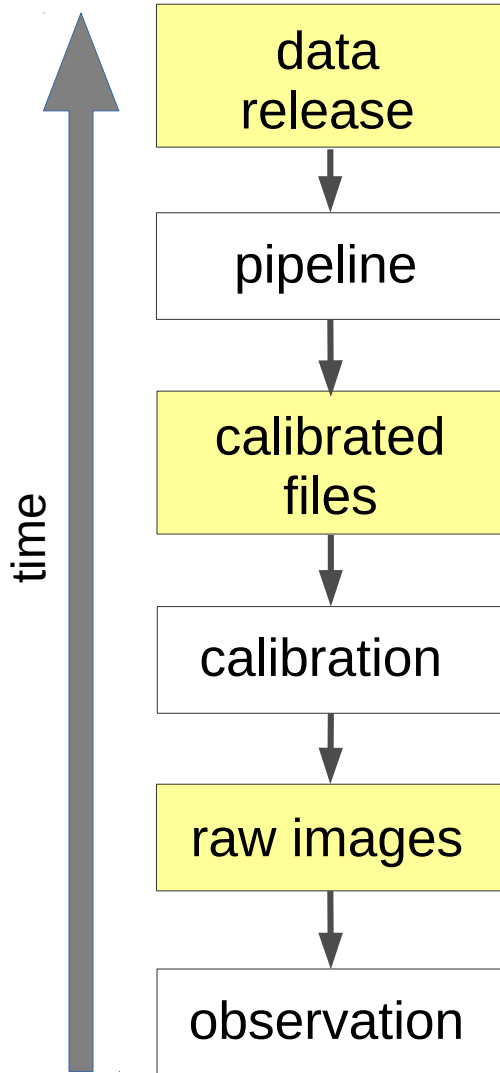 data
release
pipeline
calibrated
files
time
calibration
raw images
observation